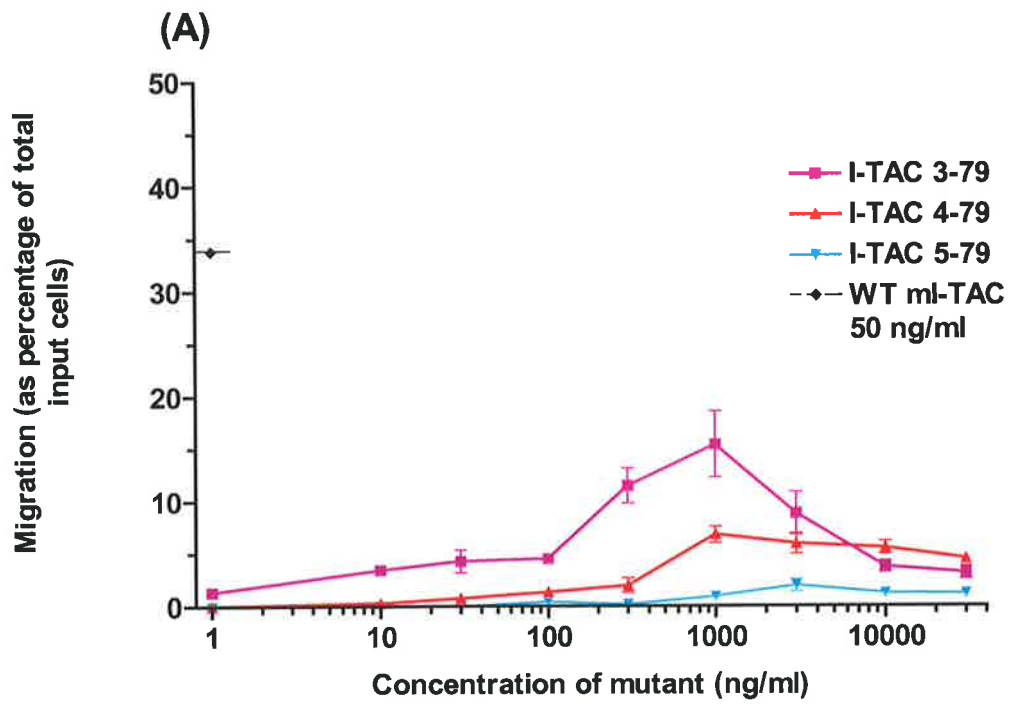 (A)
50
40
30
20
10
0
Migration (as percentage of total
input cells)
I-TAC 3-79
I-TAC 4-79
I-TAC 5-79
WT ml-TAC
50 ng/ml
1
10
100
1000
10000
Concentration of mutant (ng/ml)